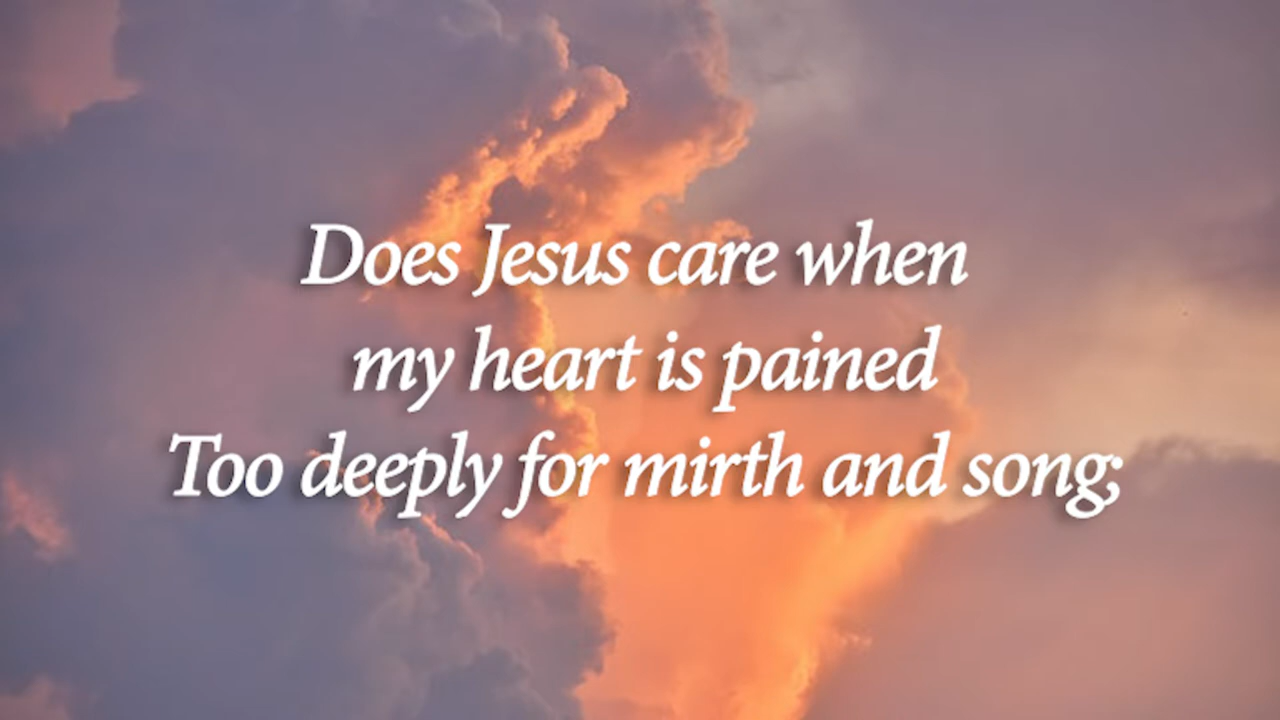 Does Jesus care when
my heart is pained
Too deeply for mirth and song;